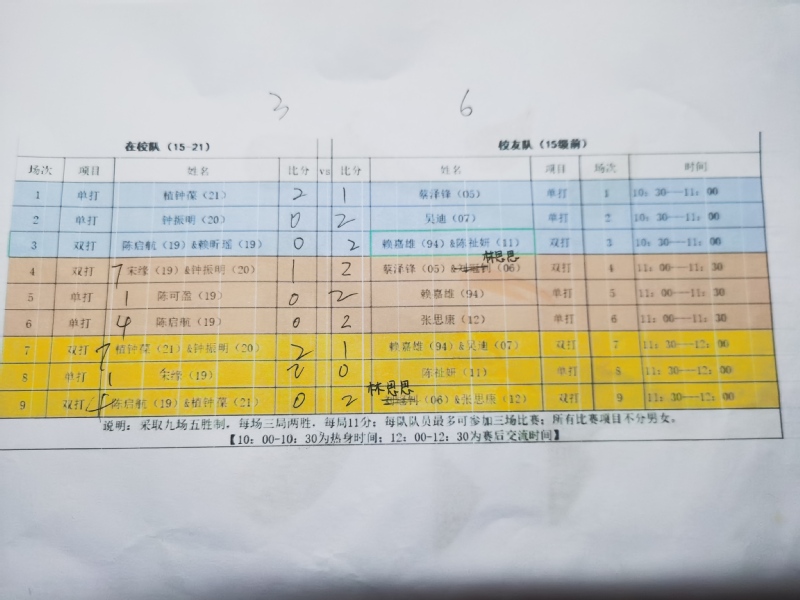 3 6
在校队（15-21） 校友队（15级前）
场次 项目 姓名 比分 vs 比分 姓名 项目 场次 时间
1 单打 植钟葆（21） 2 1 蔡泽锋（05） 单打 1 10：30---11：00
2 单打 钟振明（20） 0 2 吴迪（07） 单打 2 10：30---11：00
3 双打 陈启航（19）&赖昕瑶（19） 0 2 赖嘉雄（94）&陈祉妍（11） 双打 3 10：30---11：00
林思恩
4 双打 宋缘（19）&钟振明（20） 1 2 蔡泽锋（05）& （06） 双打 4 11：00---11：30
5 单打 1 陈可盈（19） 0 2 赖嘉雄（94） 单打 5 11：00---11：30
6 单打 4 陈启航（19） 0 2 张思康（12） 单打 6 11：00---11：30
7 双打 植钟葆（21）&钟振明（20） 2 1 赖嘉雄（94）&吴迪（07） 双打 7 11：30---12：00
8 单打 1 宋缘（19） 2 0 陈祉妍（11） 单打 8 11：30---12：00
林思恩
9 双打 陈启航（19）&植钟葆（21） 0 2 （06）&张思康（12） 双打 9 11：30---12：00
说明：采取九场五胜制，每场三局两胜，每局11分；每队队员最多可参加三场比赛；所有比赛项目不分男女。
【10：00-10：30为热身时间；12：00-12：30为赛后交流时间】